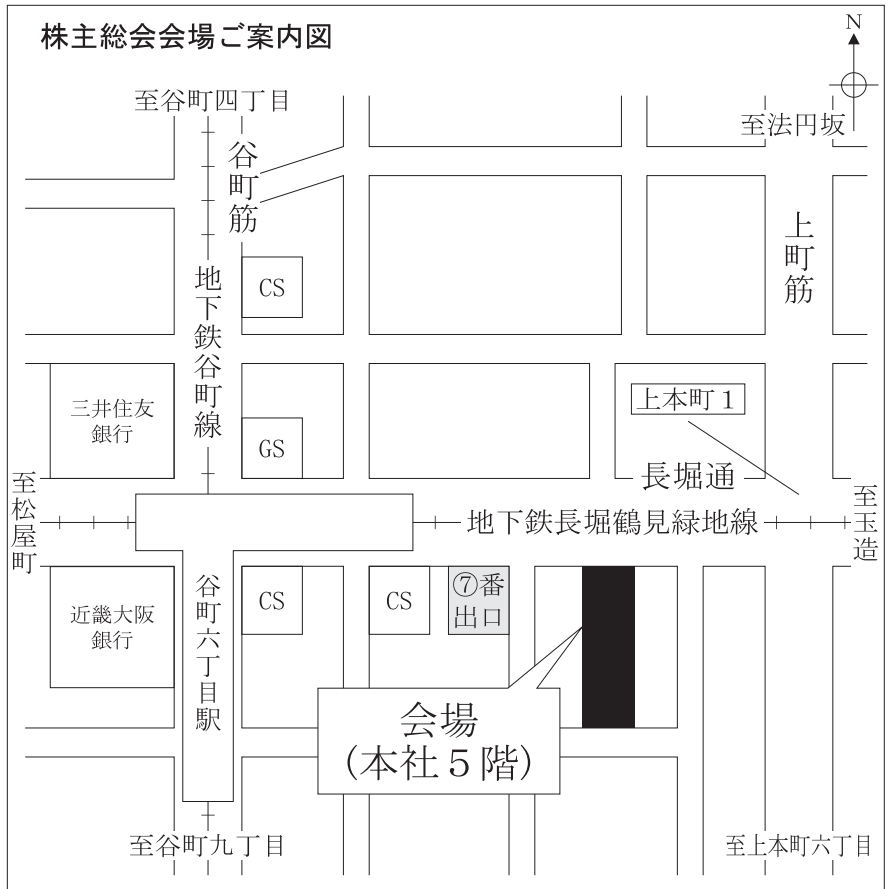 株主総会会場ご案内図
N
至谷町四丁目
至法円坂
谷町筋
上町筋
CS
地下鉄谷町線
三井住友
銀行
GS
上本町1
長堀通
至松屋町
地下鉄長堀鶴見緑地線
至玉造
近畿大阪
銀行
谷町六丁目駅
CS
CS
⑦番
出口
会場
(本社5階)
至谷町九丁目
至上本町六丁目